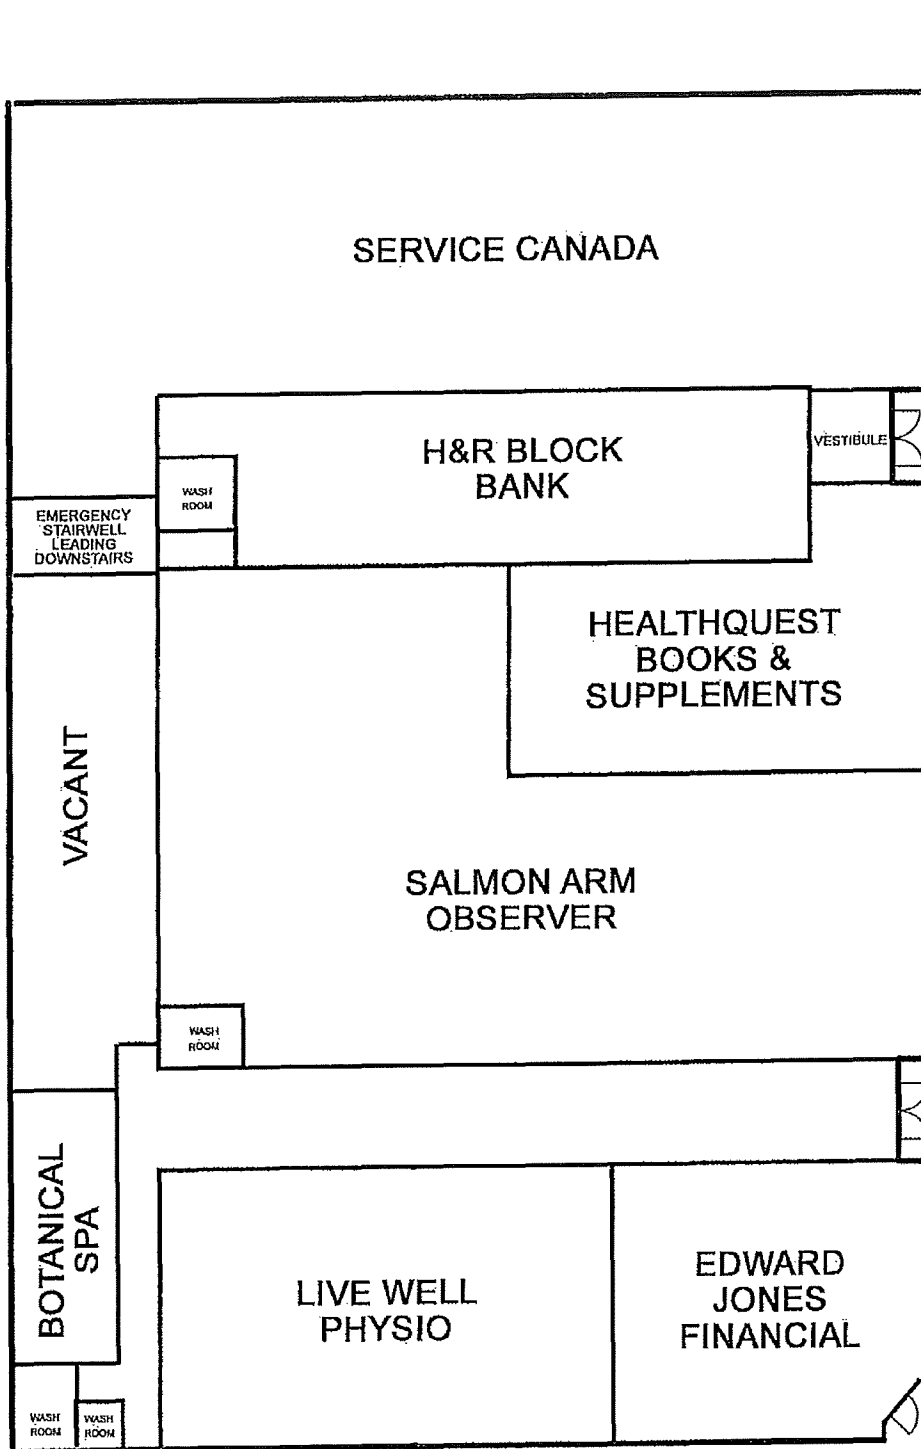 SERVICE CANADA
H&R BLOCK
BANK
VESTIBULE
WASH
ROOM
EMERGENCY
STAIRWELL
LEADING
DOWNSTAIRS
HEALTHQUEST
BOOKS &
SUPPLEMENTS
VACANT
SALMON ARM
OBSERVER
WASH
ROOM
BOTANICAL
SPA
LIVE WELL
PHYSIO
EDWARD
JONES
FINANCIAL
WASH
ROOM
WASH
ROOM